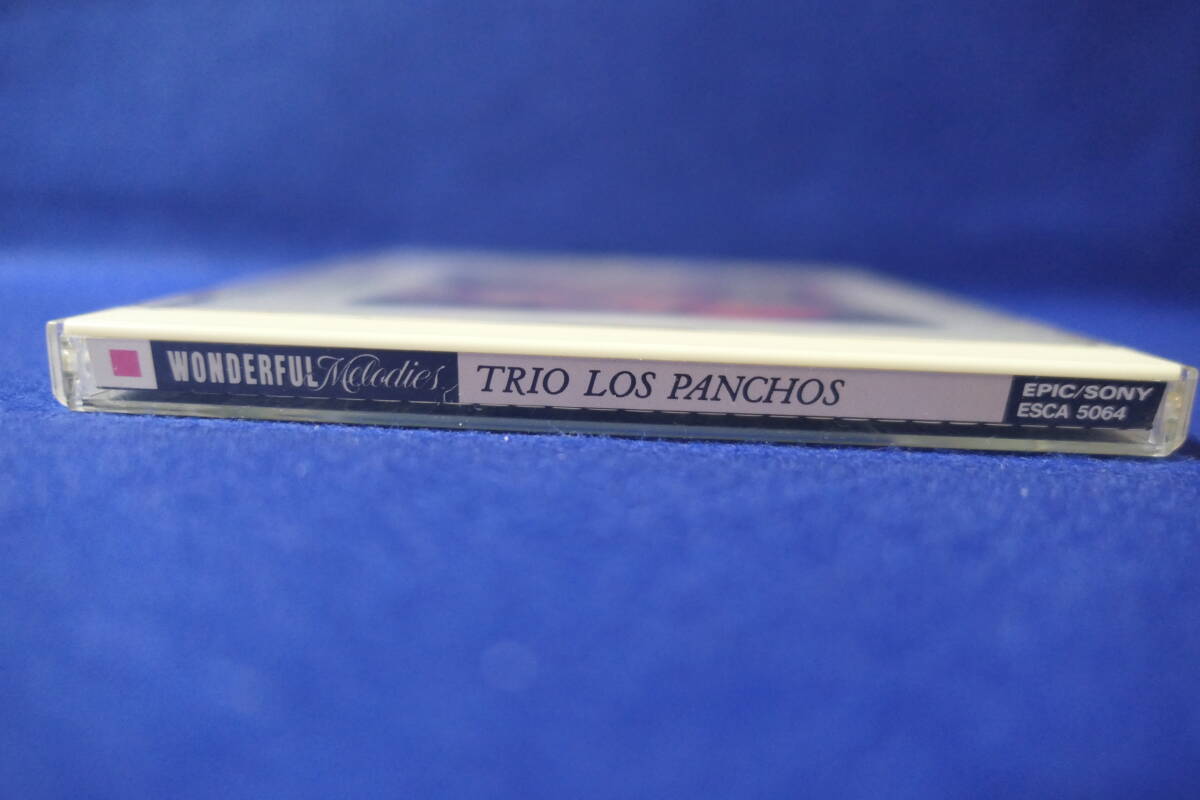 WONDERFUL Melodies
TRIO LOS PANCHOS
EPIC/SONY
ESCA 5064